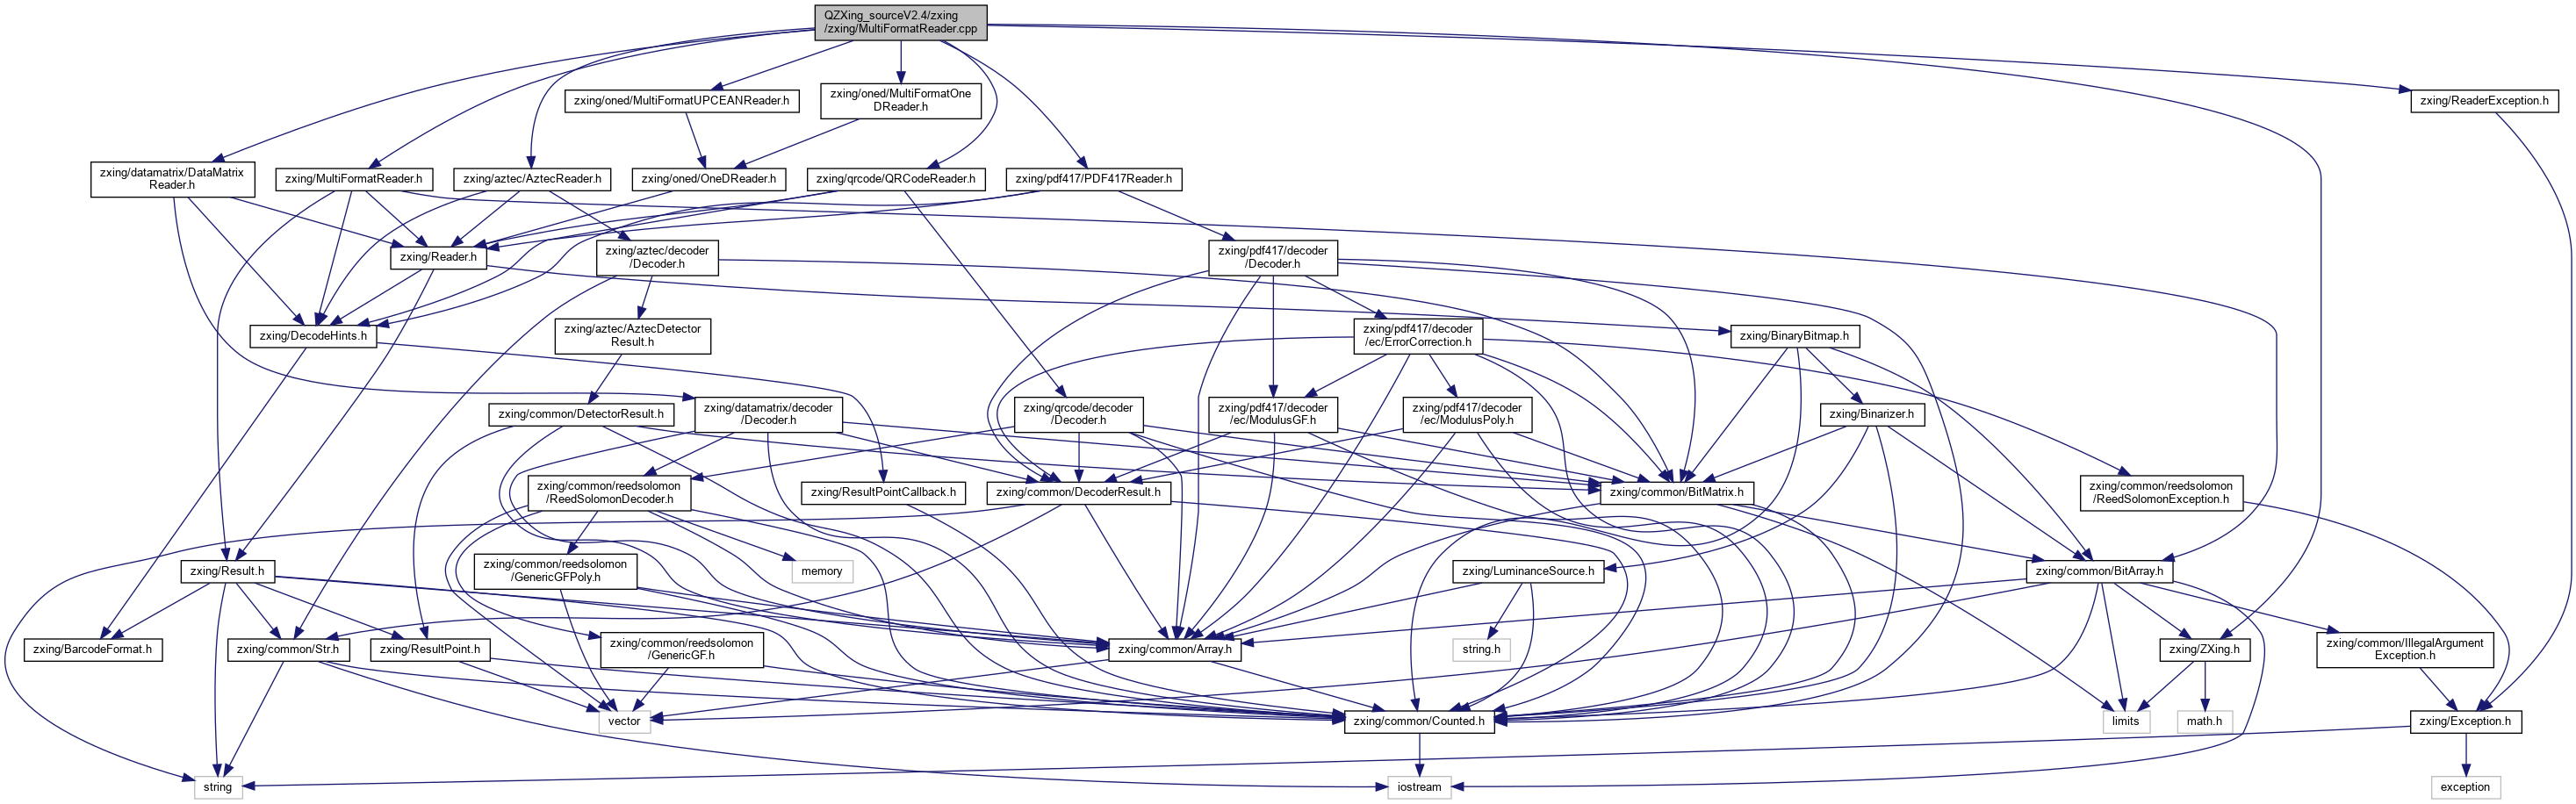 QZXing_sourceV2.4/zxing
/zxing/MultiFormatReader.cpp
zxing/oned/MultiFormatUPCEANReader.h
zxing/oned/MultiFormatOne
DReader.h
zxing/ReaderException.h
zxing/datamatrix/DataMatrix
Reader.h
zxing/MultiFormatReader.h
zxing/aztec/AztecReader.h
zxing/oned/OneDReader.h
zxing/qrcode/QRCodeReader.h
zxing/pdf417/PDF417Reader.h
zxing/Reader.h
zxing/aztec/decoder
/Decoder.h
zxing/pdf417/decoder
/Decoder.h
zxing/DecodeHints.h
zxing/aztec/AztecDetector
Result.h
zxing/pdf417/decoder
/ec/ErrorCorrection.h
zxing/BinaryBitmap.h
zxing/common/DetectorResult.h
zxing/datamatrix/decoder
/Decoder.h
zxing/qrcode/decoder
/Decoder.h
zxing/pdf417/decoder
/ec/ModulusGF.h
zxing/pdf417/decoder
/ec/ModulusPoly.h
zxing/Binarizer.h
zxing/common/reedsolomon
/ReedSolomonDecoder.h
zxing/ResultPointCallback.h
zxing/common/DecoderResult.h
zxing/common/BitMatrix.h
zxing/common/reedsolomon
/ReedSolomonException.h
zxing/Result.h
zxing/common/reedsolomon
/GenericGFPoly.h
memory
zxing/LuminanceSource.h
zxing/common/BitArray.h
zxing/BarcodeFormat.h
zxing/common/Str.h
zxing/ResultPoint.h
zxing/common/reedsolomon
/GenericGF.h
zxing/common/Array.h
string.h
zxing/ZXing.h
zxing/common/IllegalArgument
Exception.h
vector
zxing/common/Counted.h
limits
math.h
zxing/Exception.h
string
iostream
exception